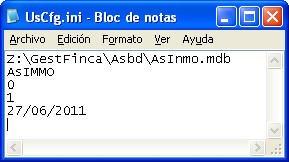 UsCfg.ini - Bloc de notas
Archivo Edición Formato Ver Ayuda
Z:\GestFinca\Asbd\AsInmo.mdb
AsIMMO
0
1
27/06/2011